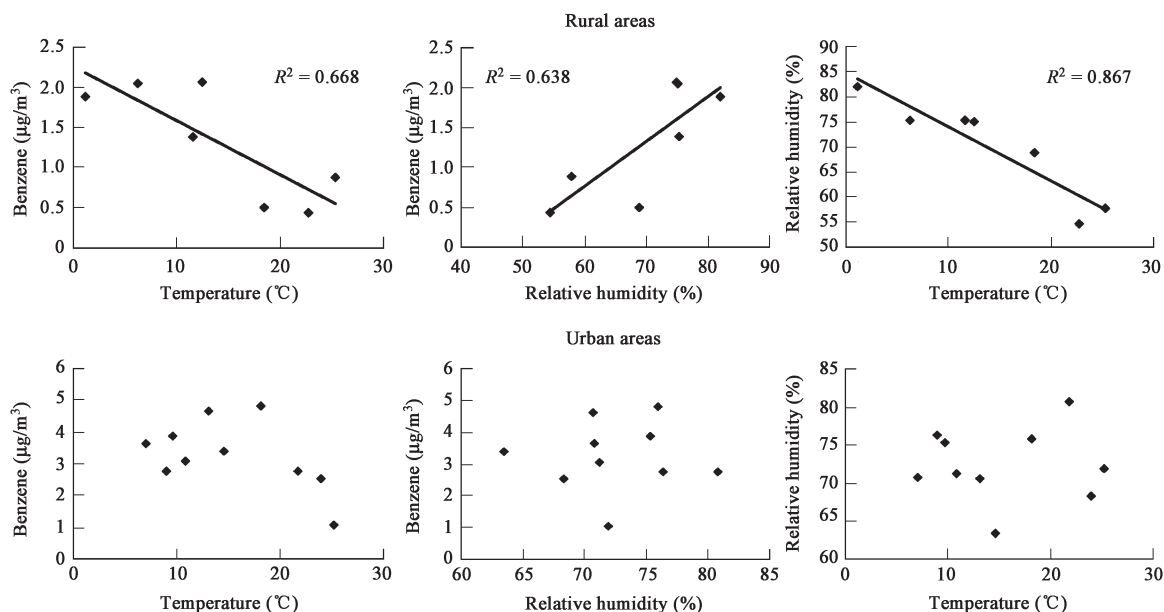 Rural areas
2.5
2.0
1.5
1.0
0.5
0
Benzene (μg/m³)
R² = 0.668
0 10 20 30
Temperature (℃)
2.5
2.0
1.5
1.0
0.5
0
Benzene (μg/m³)
R² = 0.638
40 50 60 70 80 90
Relative humidity (%)
90
85
80
75
70
65
60
55
50
Relative humidity (%)
R² = 0.867
0 10 20 30
Temperature (℃)
Urban areas
6
5
4
3
2
1
0
Benzene (μg/m³)
0 10 20 30
Temperature (℃)
6
5
4
3
2
1
0
Benzene (μg/m³)
60 65 70 75 80 85
Relative humidity (%)
85
80
75
70
65
60
Relative humidity (%)
0 10 20 30
Temperature (℃)